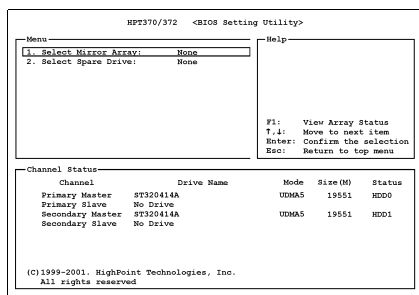 HPT370/372 <BIOS Setting Utility>
Menu
1. Select Mirror Array: None
2. Select Spare Drive: None
Help
F1: View Array Status
↑,↓: Move to next item
Enter: Confirm the selection
Esc: Return to top menu
Channel Status
Channel Drive Name Mode Size(M) Status
Primary Master ST320414A UDMA5 19551 HDD0
Primary Slave No Drive
Secondary Master ST320414A UDMA5 19551 HDD1
Secondary Slave No Drive
(C)1999-2001. HighPoint Technologies, Inc.
All rights reserved